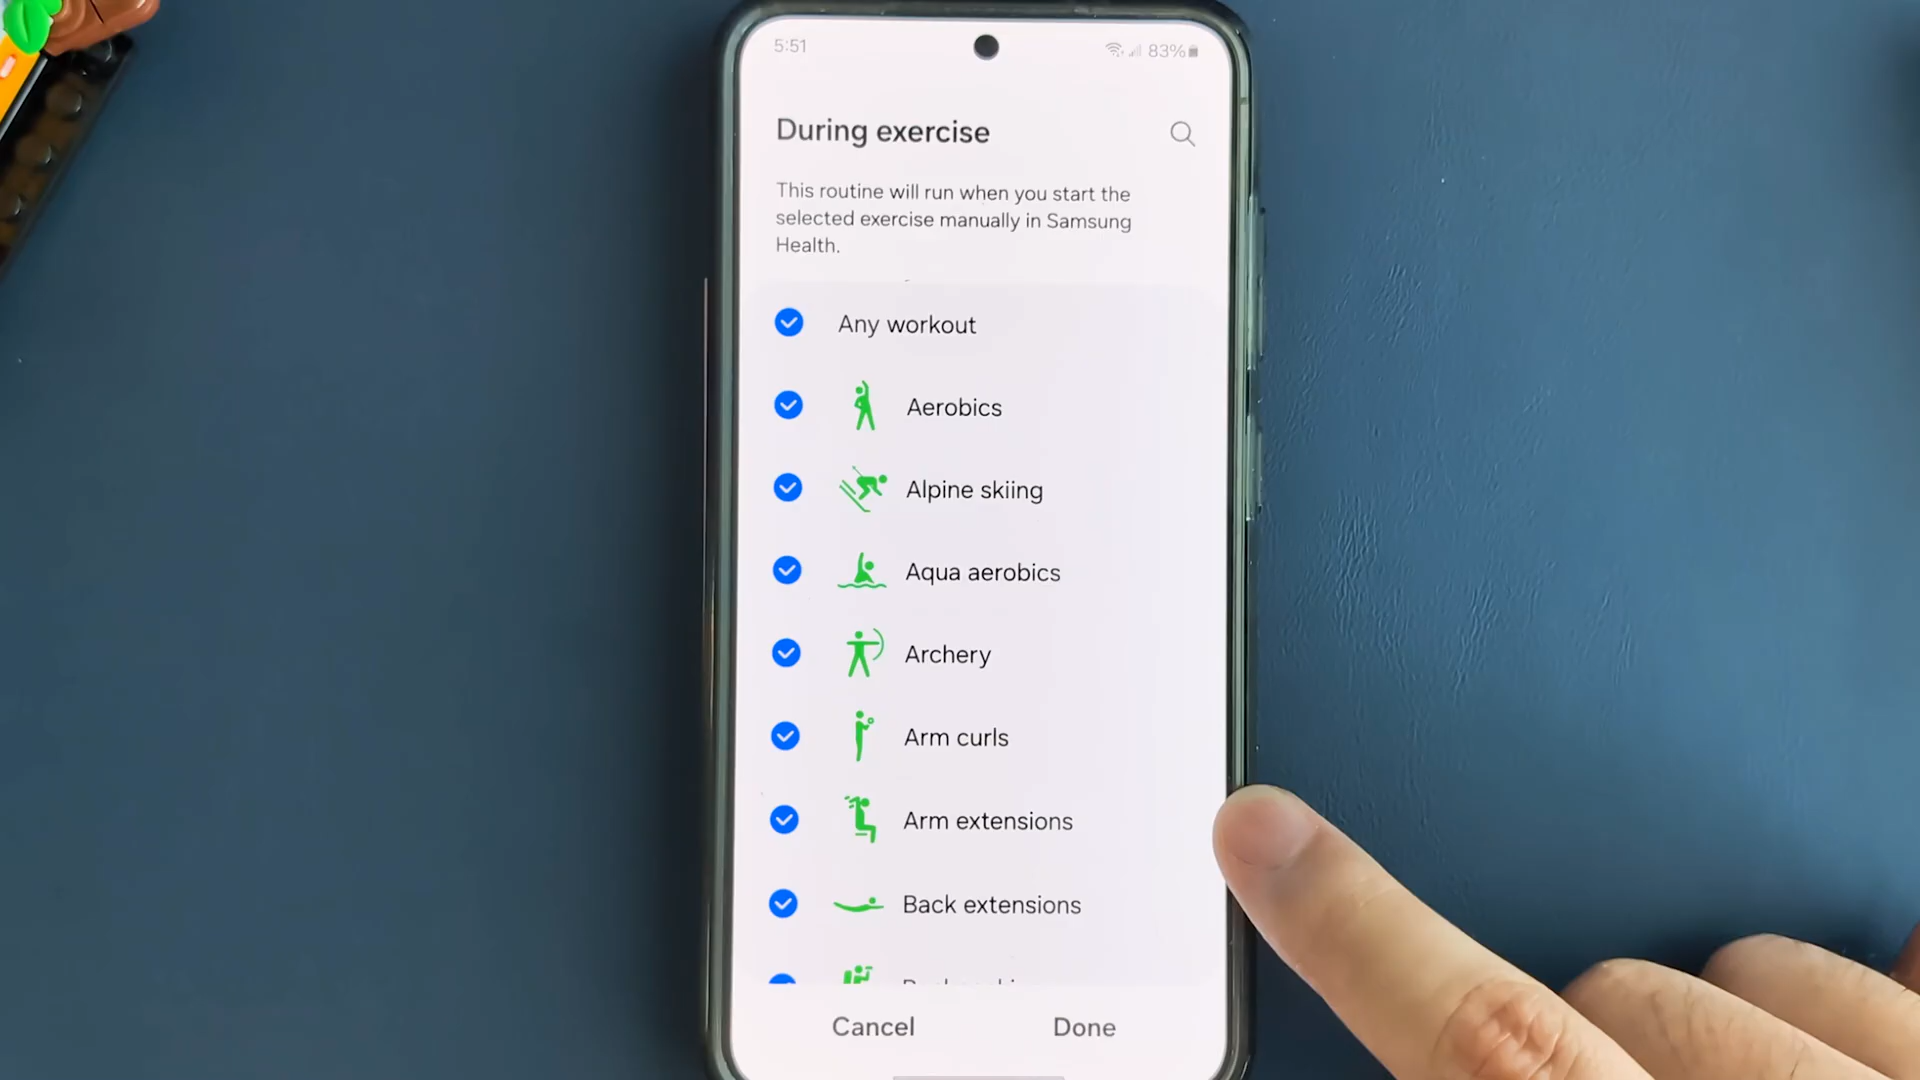 5:51
83%
During exercise
This routine will run when you start the
selected exercise manually in Samsung
Health.
Any workout
Aerobics
Alpine skiing
Aqua aerobics
Archery
Arm curls
Arm extensions
Back extensions
Cancel
Done